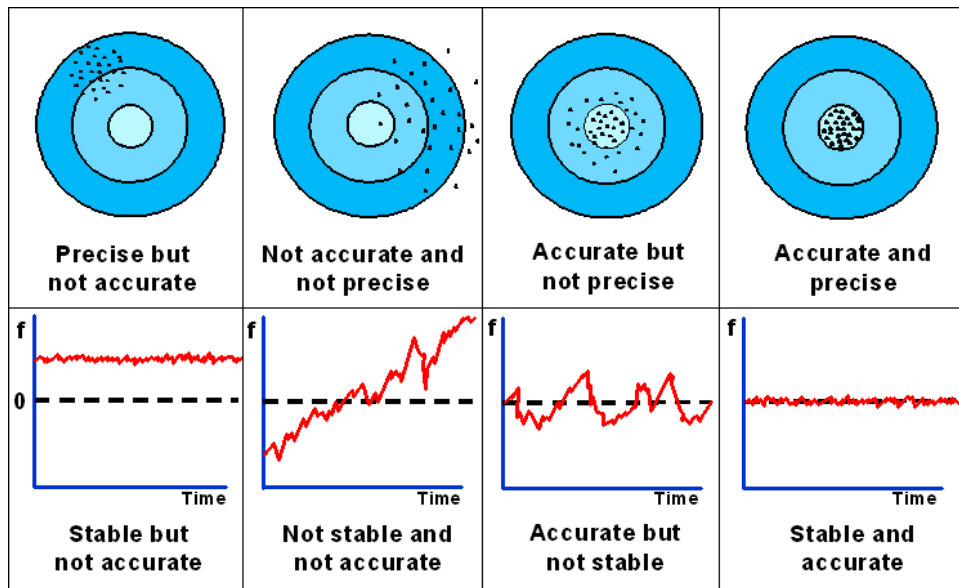 Precise but
not accurate
Not accurate and
not precise
Accurate but
not precise
Accurate and
precise
f
0
Time
Stable but
not accurate
f
Time
Not stable and
not accurate
f
Time
Accurate but
not stable
f
Time
Stable and
accurate